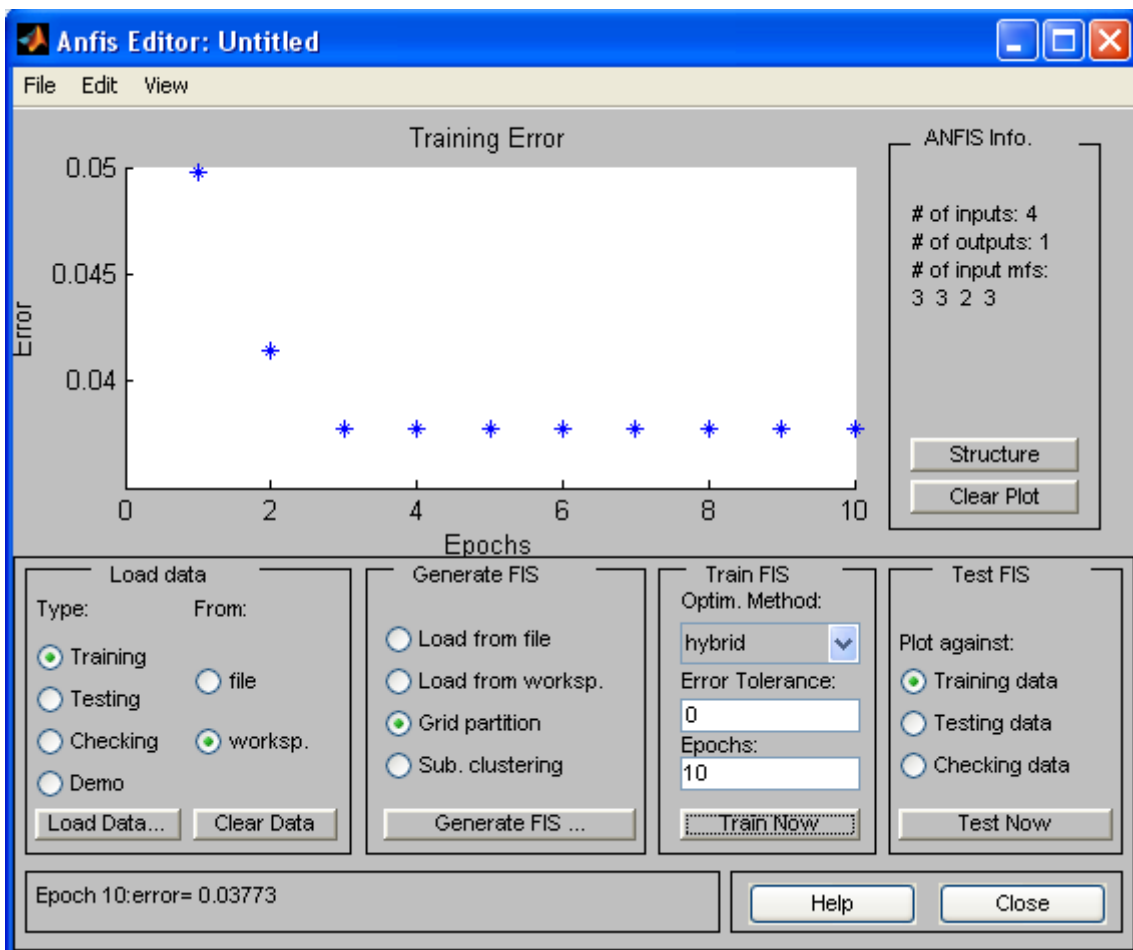 Anfis Editor: Untitled
File Edit View
Training Error
0.05
0.045
0.04
Error
0 2 4 6 8 10
Epochs
ANFIS Info.
# of inputs: 4
# of outputs: 1
# of input mfs:
3 3 2 3
Structure
Clear Plot
Load data
Type: From:
Training
file
Testing
Checking
worksp.
Demo
Load Data... Clear Data
Generate FIS
Load from file
Load from worksp.
Grid partition
Sub. clustering
Generate FIS ...
Train FIS
Optim. Method:
hybrid
Error Tolerance:
0
Epochs:
10
Train Now
Test FIS
Plot against:
Training data
Testing data
Checking data
Test Now
Epoch 10:error= 0.03773
Help Close